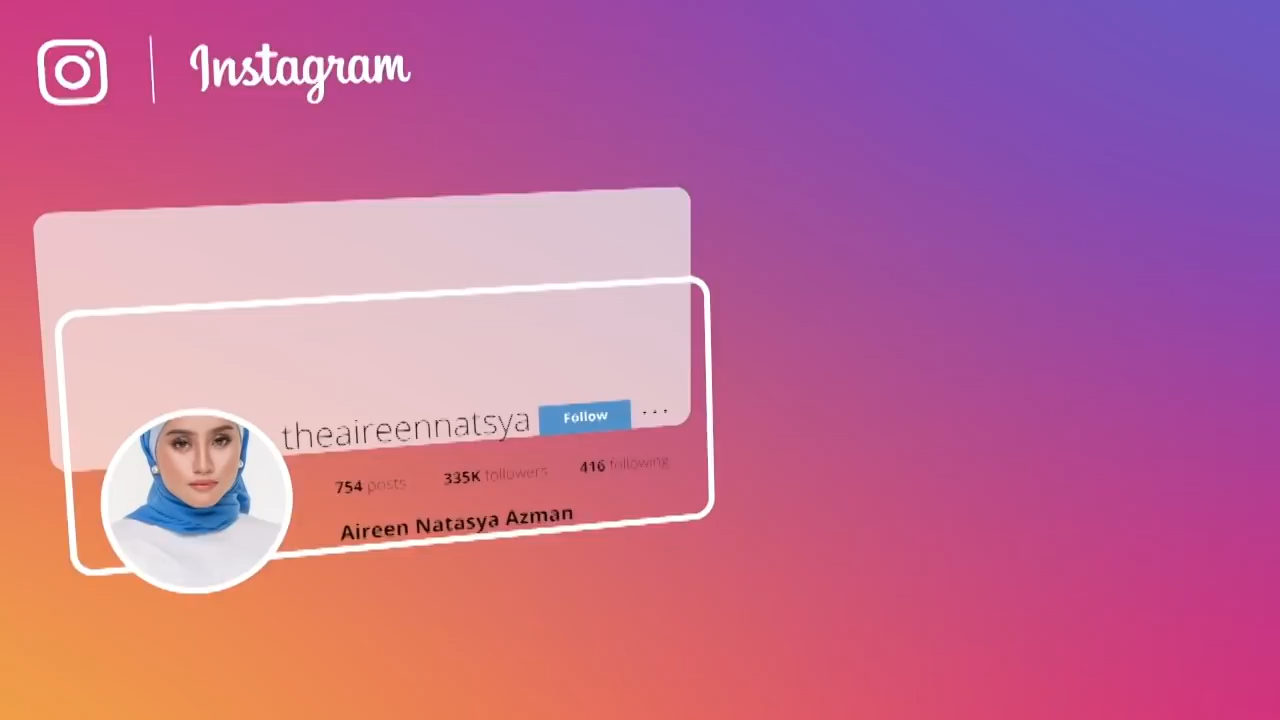 Instagram
theaireennatsya Follow ...
754 posts 335K followers 416 following
Aireen Natasya Azman